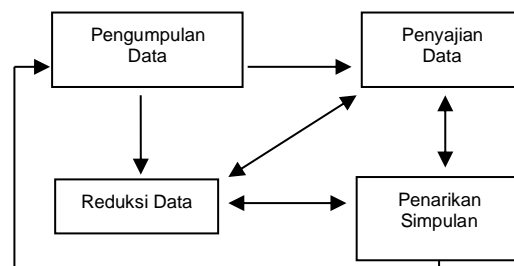 Pengumpulan
Data
Penyajian
Data
Reduksi Data
Penarikan
Simpulan